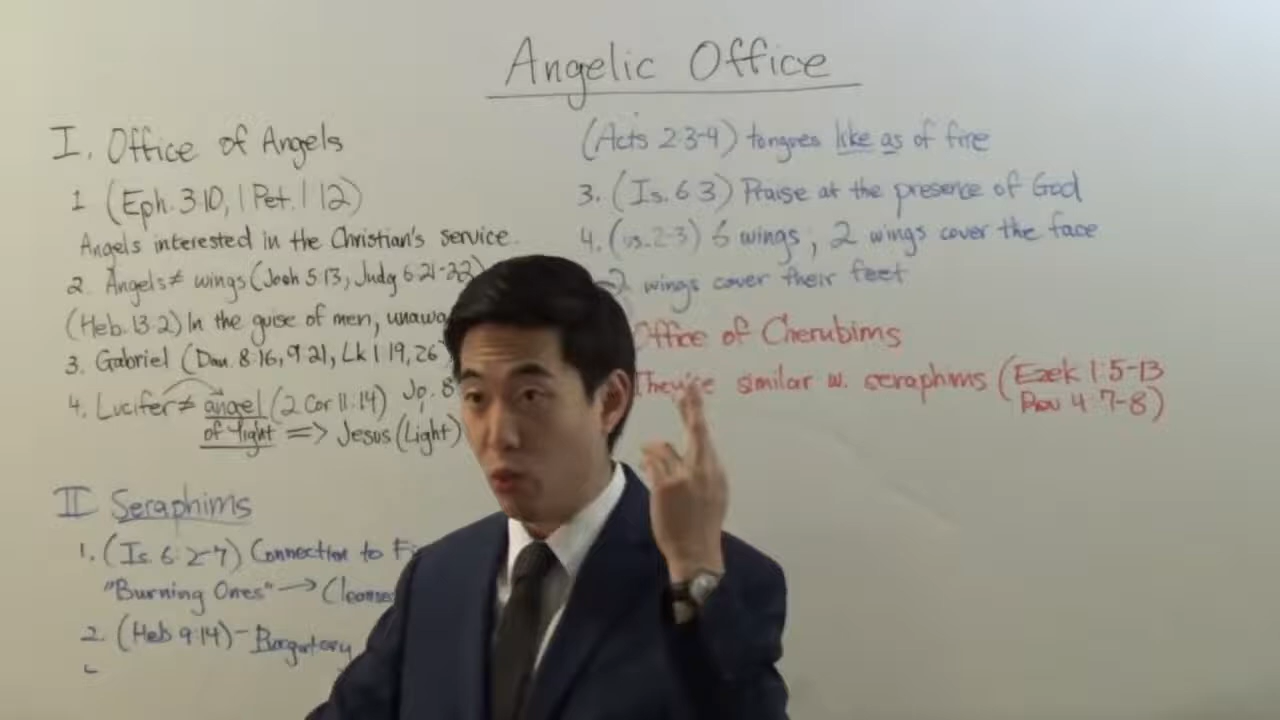 Angelic Office
I. Office of Angels
1 (Eph. 3:10, 1 Pet. 1 12)
Angels interested in the Christian's service.
2. Angels ≠ wings (Josh 5:13, Judg 6:21-22)
(Heb. 13:2) In the guise of men,
3. Gabriel (Dan. 8:16, 9:21, Lk 1 19, 26
4. Lucifer ≠ angel (2 Cor 11:14) Jo. 8
of light => Jesus (Light)
II Seraphims
1. (Is. 6:2-7) Connection to
"Burning Ones" →
2. (Heb 9:14) - Purgatory
(Acts 2:3-4) tongues like as of fire
3. (Is. 6 3) Praise at the presence of God
4. (vs. 2-3) 6 wings, 2 wings cover the face
2 wings cover their feet
Office of Cherubims
similar w. seraphims (Ezek 1:5-13
Rev 4:7-8)